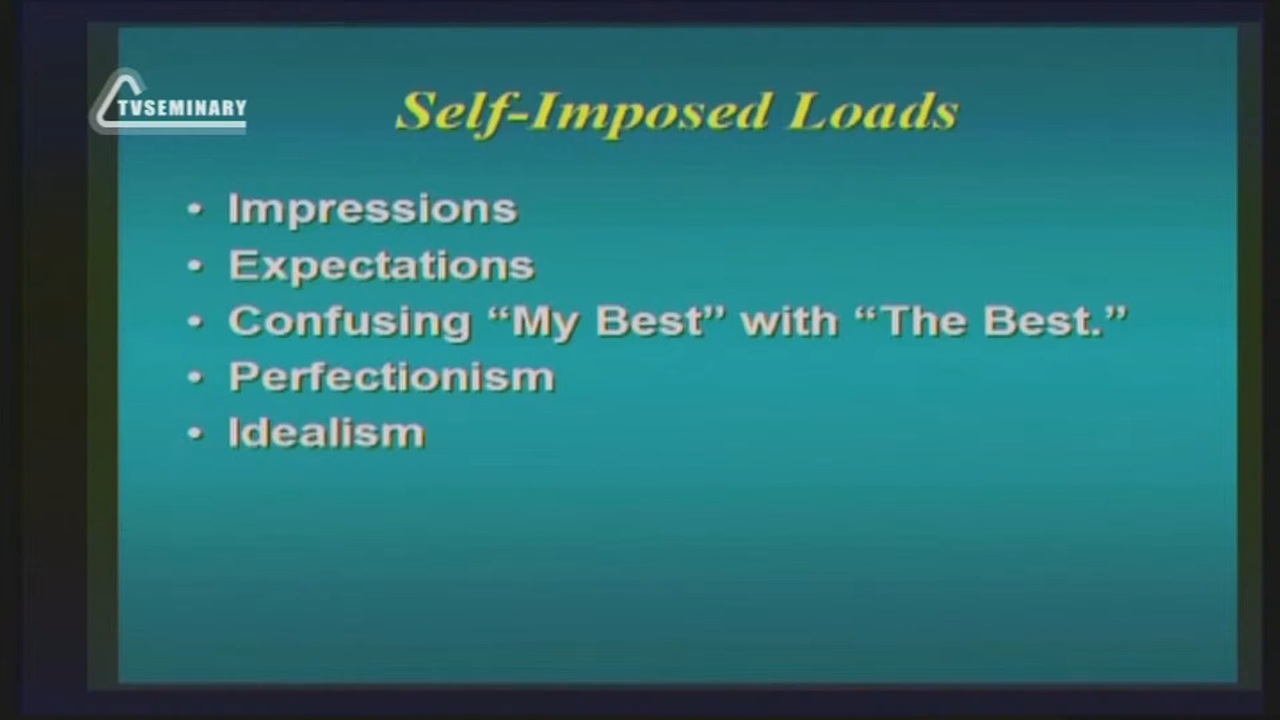 TVSEMINARY
Self-Imposed Loads
• Impressions
• Expectations
• Confusing “My Best” with “The Best.”
• Perfectionism
• Idealism